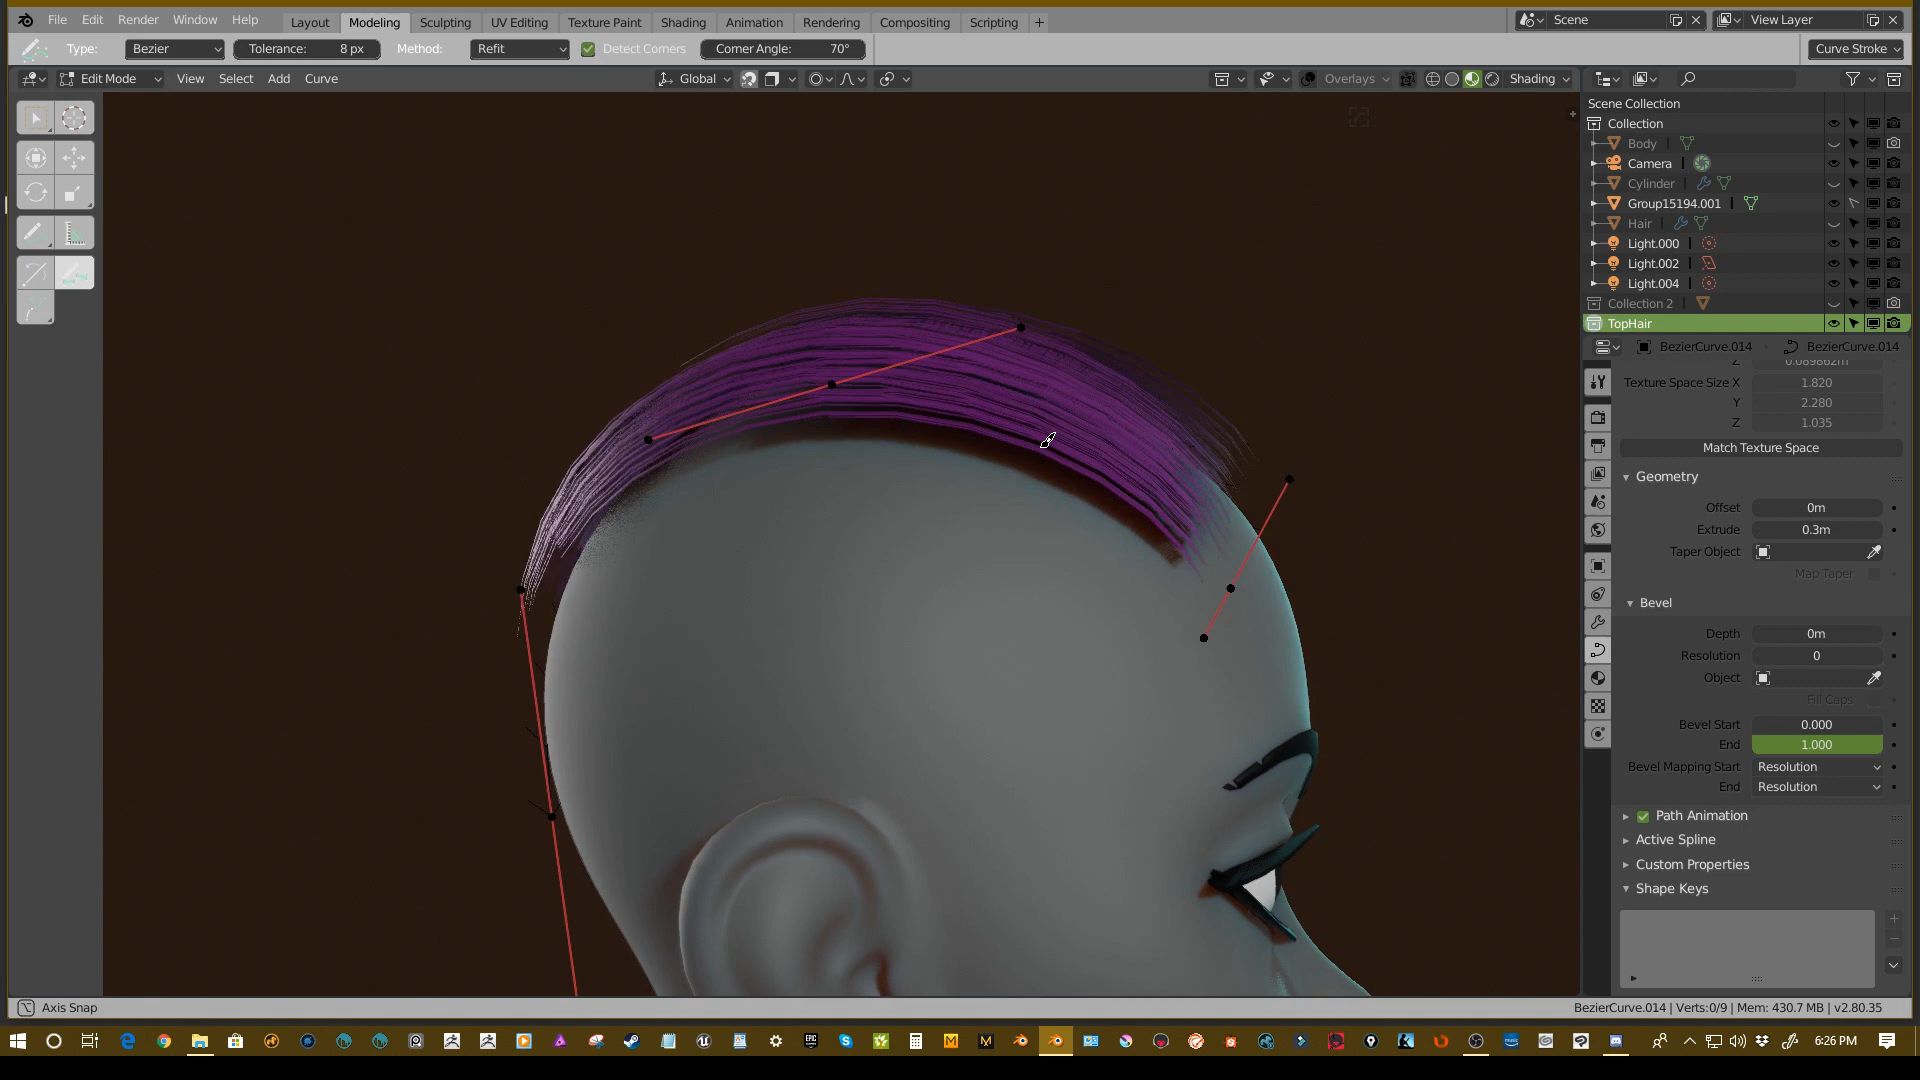 File Edit Render Window Help Layout Modeling Sculpting UV Editing Texture Paint Shading Animation Rendering Compositing Scripting + Scene View Layer
Type: Bezier Tolerance: 8 px Method: Refit Detect Corners Corner Angle: 70° Curve Stroke
Edit Mode View Select Add Curve Global Overlays Shading
Scene Collection
Collection
Body
Camera
Cylinder
Group15194.001
Hair
Light.000
Light.002
Light.004
Collection 2
TopHair
BezierCurve.014 BezierCurve.014
Z 0.089862m
Texture Space Size X 1.820
Y 2.280
Z 1.035
Match Texture Space
Geometry
Offset 0m
Extrude 0.3m
Taper Object
Map Taper
Bevel
Depth 0m
Resolution 0
Object
Fill Caps
Bevel Start 0.000
End 1.000
Bevel Mapping Start Resolution
End Resolution
Path Animation
Active Spline
Custom Properties
Shape Keys
Axis Snap BezierCurve.014 | Verts:0/9 | Mem: 430.7 MB | v2.80.35
6:26 PM